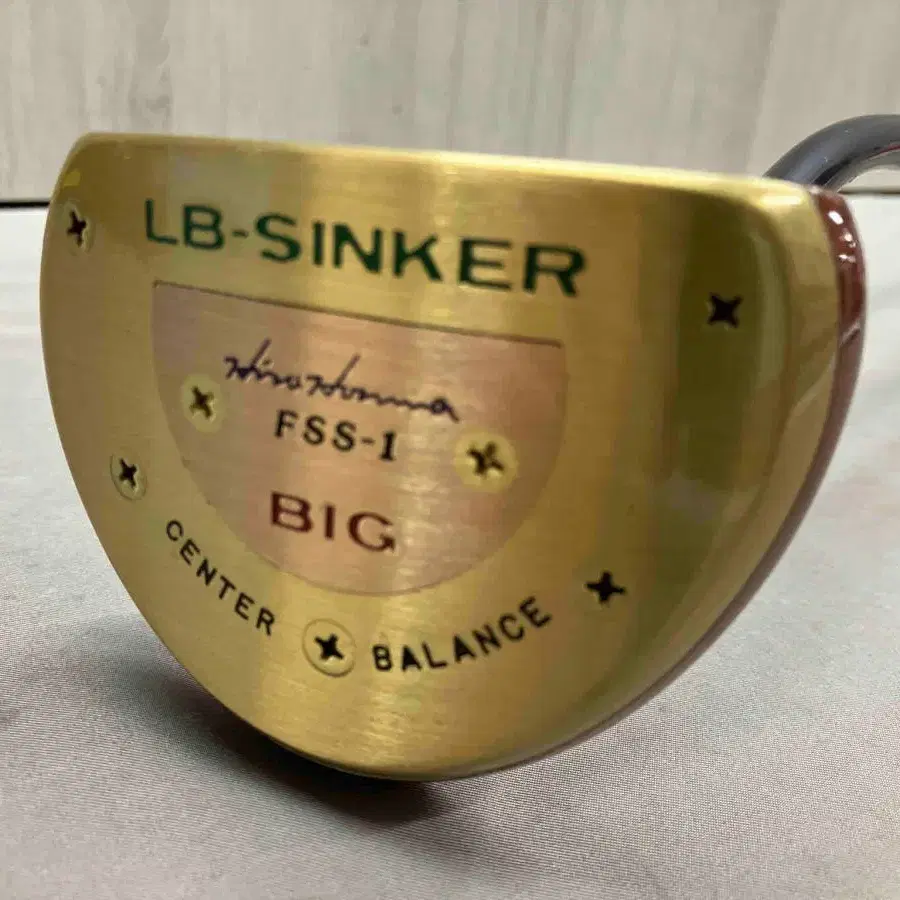 LB-SINKER
Hiro Honma
FSS-1
BIG
CENTER BALANCE